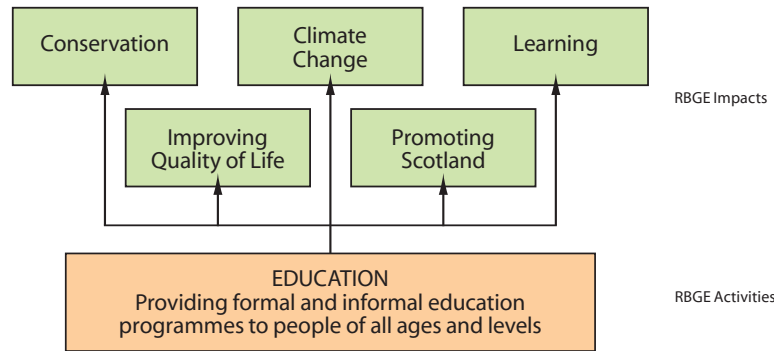 Conservation
Climate
Change
Learning
RBGE Impacts
Improving
Quality of Life
Promoting
Scotland
EDUCATION
Providing formal and informal education
programmes to people of all ages and levels
RBGE Activities